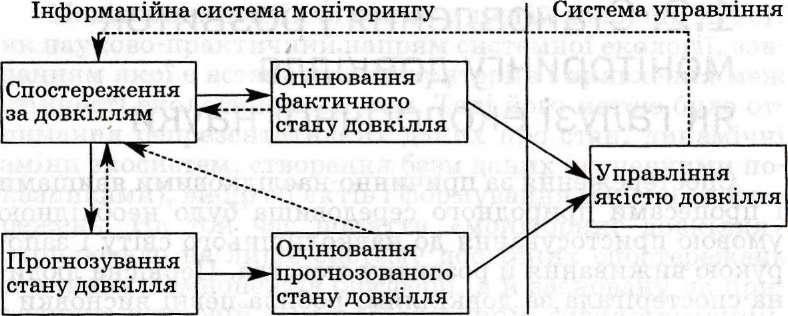 Інформаційна система моніторингу
Система управління
Спостереження
за довкіллям
Оцінювання
фактичного
стану довкілля
Управління
якістю довкілля
Прогнозування
стану довкілля
Оцінювання
прогнозованого
стану довкілля